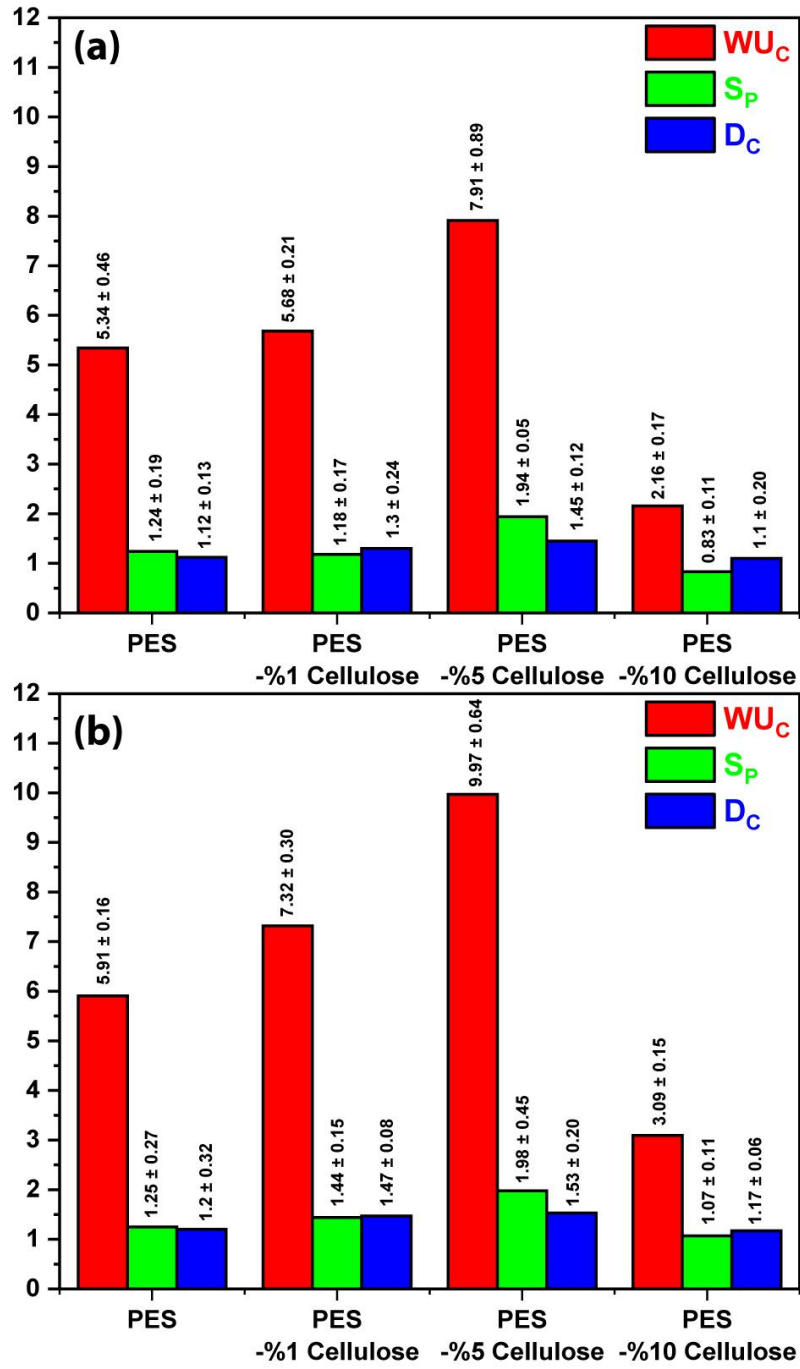 (a)
WU_C
S_P
D_C
12
11
10
9
8
7
6
5
4
3
2
1
0
5.34 ± 0.46
1.24 ± 0.19
1.12 ± 0.13
5.68 ± 0.21
1.18 ± 0.17
1.3 ± 0.24
7.91 ± 0.89
1.94 ± 0.05
1.45 ± 0.12
2.16 ± 0.17
0.83 ± 0.11
1.1 ± 0.20
PES
PES
-%1 Cellulose
PES
-%5 Cellulose
PES
-%10 Cellulose
(b)
WU_C
S_P
D_C
12
11
10
9
8
7
6
5
4
3
2
1
0
5.91 ± 0.16
1.25 ± 0.27
1.2 ± 0.32
7.32 ± 0.30
1.44 ± 0.15
1.47 ± 0.08
9.97 ± 0.64
1.98 ± 0.45
1.53 ± 0.20
3.09 ± 0.15
1.07 ± 0.11
1.17 ± 0.06
PES
PES
-%1 Cellulose
PES
-%5 Cellulose
PES
-%10 Cellulose